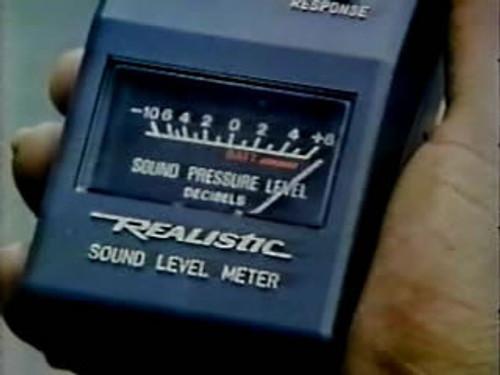 RESPONSE
-10 6 4 2 0 2 4 +6
BATT
SOUND PRESSURE LEVEL
DECIBELS
REALISTIC
SOUND LEVEL METER